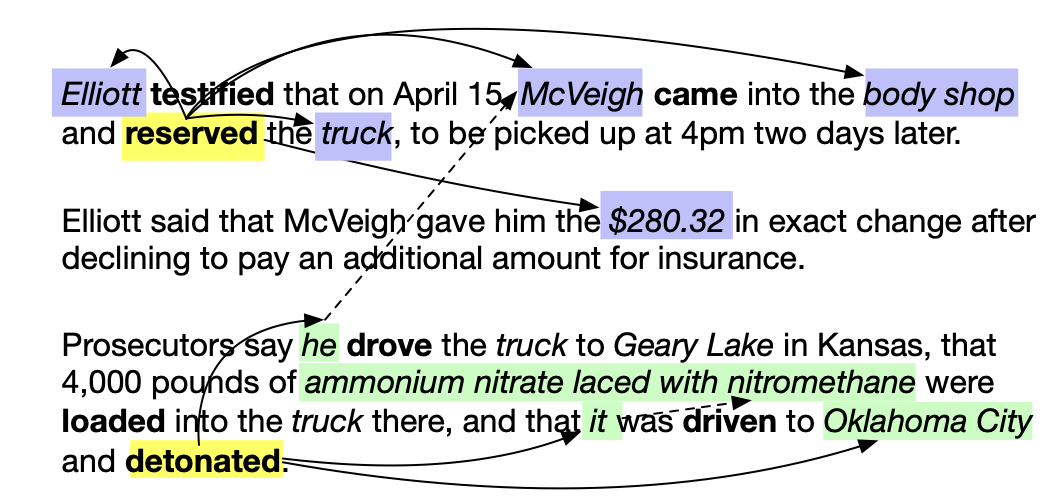 Elliott testified that on April 15, McVeigh came into the body shop
and reserved the truck, to be picked up at 4pm two days later.
Elliott said that McVeigh gave him the $280.32 in exact change after
declining to pay an additional amount for insurance.
Prosecutors say he drove the truck to Geary Lake in Kansas, that
4,000 pounds of ammonium nitrate laced with nitromethane were
loaded into the truck there, and that it was driven to Oklahoma City
and detonated.